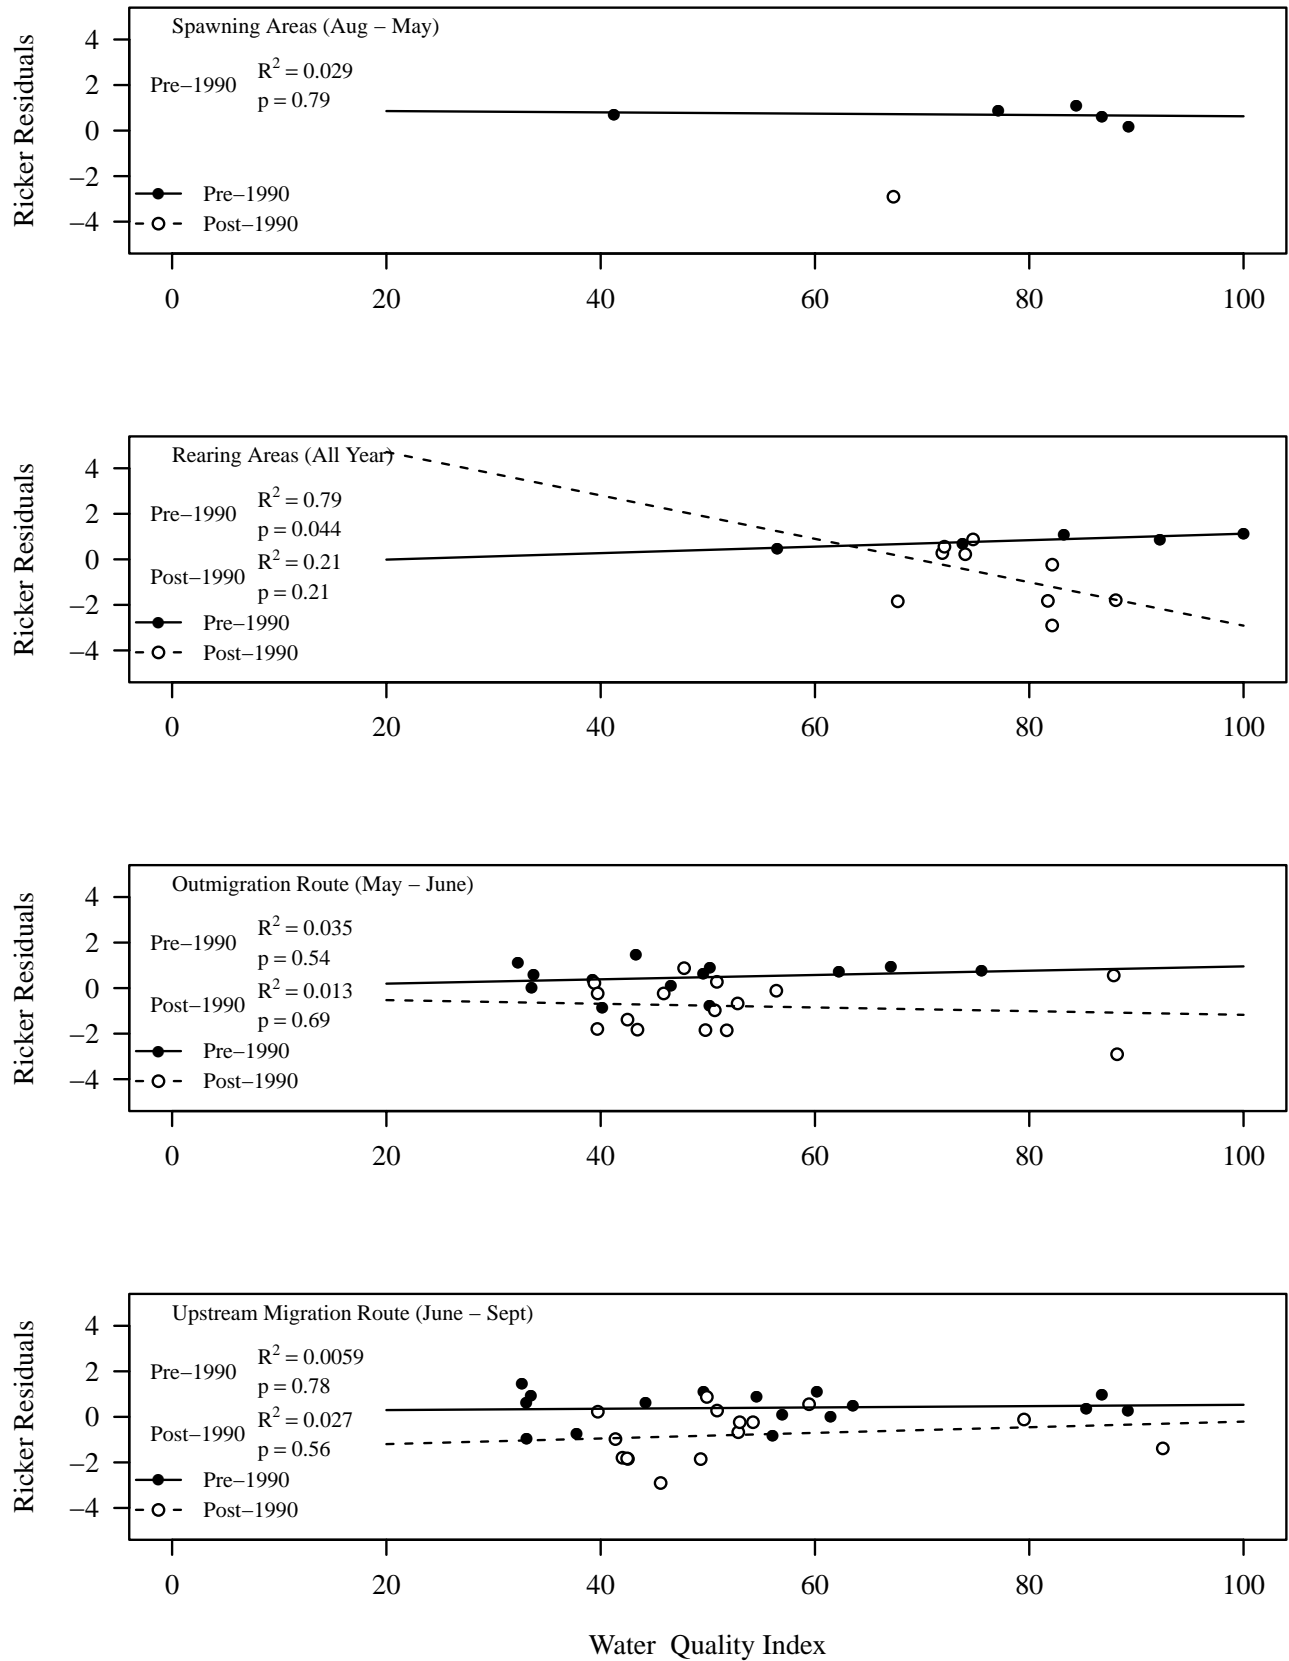 Spawning Areas (Aug – May)
Ricker Residuals
4
2
0
–2
–4
Pre–1990
R² = 0.029
p = 0.79
Pre–1990
Post–1990
0 20 40 60 80 100
Rearing Areas (All Year)
Ricker Residuals
4
2
0
–2
–4
Pre–1990
R² = 0.79
p = 0.044
Post–1990
R² = 0.21
p = 0.21
Pre–1990
Post–1990
0 20 40 60 80 100
Outmigration Route (May – June)
Ricker Residuals
4
2
0
–2
–4
Pre–1990
R² = 0.035
p = 0.54
Post–1990
R² = 0.013
p = 0.69
Pre–1990
Post–1990
0 20 40 60 80 100
Upstream Migration Route (June – Sept)
Ricker Residuals
4
2
0
–2
–4
Pre–1990
R² = 0.0059
p = 0.78
Post–1990
R² = 0.027
p = 0.56
Pre–1990
Post–1990
0 20 40 60 80 100
Water Quality Index